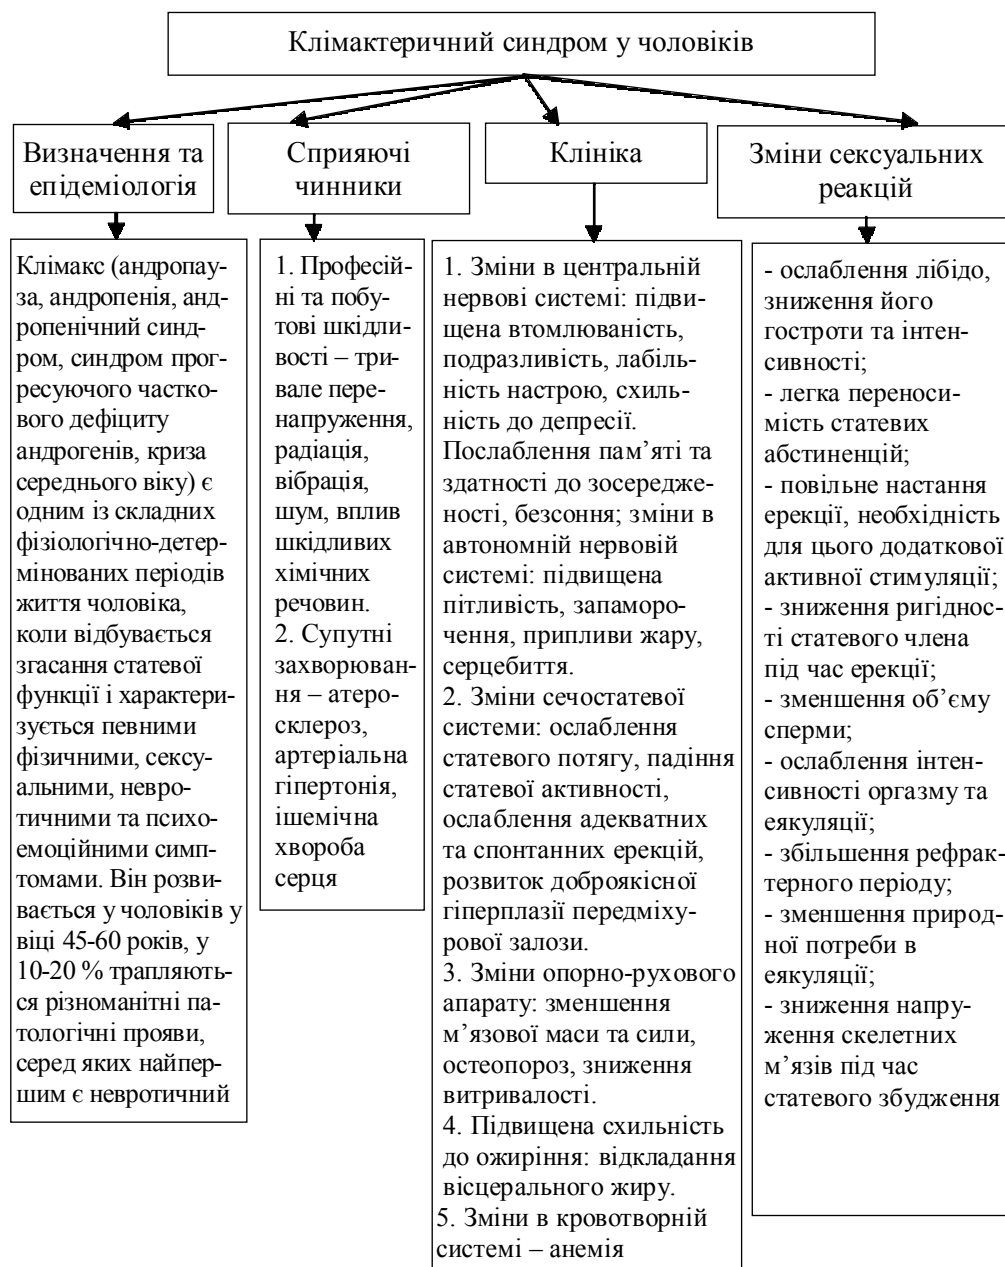 Клімактеричний синдром у чоловіків
Визначення та
епідеміологія
Сприяючі
чинники
Клініка
Зміни сексуальних
реакцій
Клімакс (андропау-
за, андропенія, анд-
ропенічний синд-
ром, синдром прог-
ресуючого частко-
вого дефіциту
андрогенів, криза
середнього віку) є
одним із складних
фізіологічно-детер-
мінованих періодів
життя чоловіка,
коли відбувається
згасання статевої
функції і характери-
зується певними
фізичними, сексу-
альними, невро-
тичними та психо-
емоційними симп-
томами. Він розви-
вається у чоловіків у
віці 45-60 років, у
10-20 % трапляють-
ся різноманітні па-
тологічні прояви,
серед яких найпер-
шим є невротичний
1. Професій-
ні та побу-
тові шкідли-
вості – три-
вале пере-
напруження,
радіація,
вібрація,
шум, вплив
шкідливих
хімічних
речовин.
2. Супутні
захворюван-
ня – атеро-
склероз,
артеріальна
гіпертонія,
ішемічна
хвороба
серця
1. Зміни в центральній
нервові системі: підви-
щена втомлюваність,
подразливість, лабіль-
ність настрою, схиль-
ність до депресії.
Послаблення пам’яті та
здатності до зосередже-
ності, безсоння; зміни в
автономній нервовій
системі: підвищена
пітливість, запаморо-
чення, припливи жару,
серцебиття.
2. Зміни сечостатевої
системи: ослаблення
статевого потягу, падіння
статевої активності,
ослаблення адекватних
та спонтанних ерекцій,
розвиток доброякісної
гіперплазії передміху-
рової залози.
3. Зміни опорно-рухового
апарату: зменшення
м’язової маси та сили,
остеопороз, зниження
витривалості.
4. Підвищена схильність
до ожиріння: відкладання
вісцерального жиру.
5. Зміни в кровотворній
системі – анемія
- ослаблення лібідо,
зниження його
гостроти та інтен-
сивності;
- легка переноси-
мість статевих
абстиненцій;
- повільне настання
ерекції, необхідність
для цього додаткової
активної стимуляції;
- зниження ригіднос-
ті статевого члена
під час ерекції;
- зменшення об’єму
сперми;
- ослаблення інтен-
сивності оргазму та
еякуляції;
- збільшення рефрак-
терного періоду;
- зменшення природ-
ної потреби в
еякуляції;
- зниження напру-
ження скелетних
м’язів під час
статевого збудження